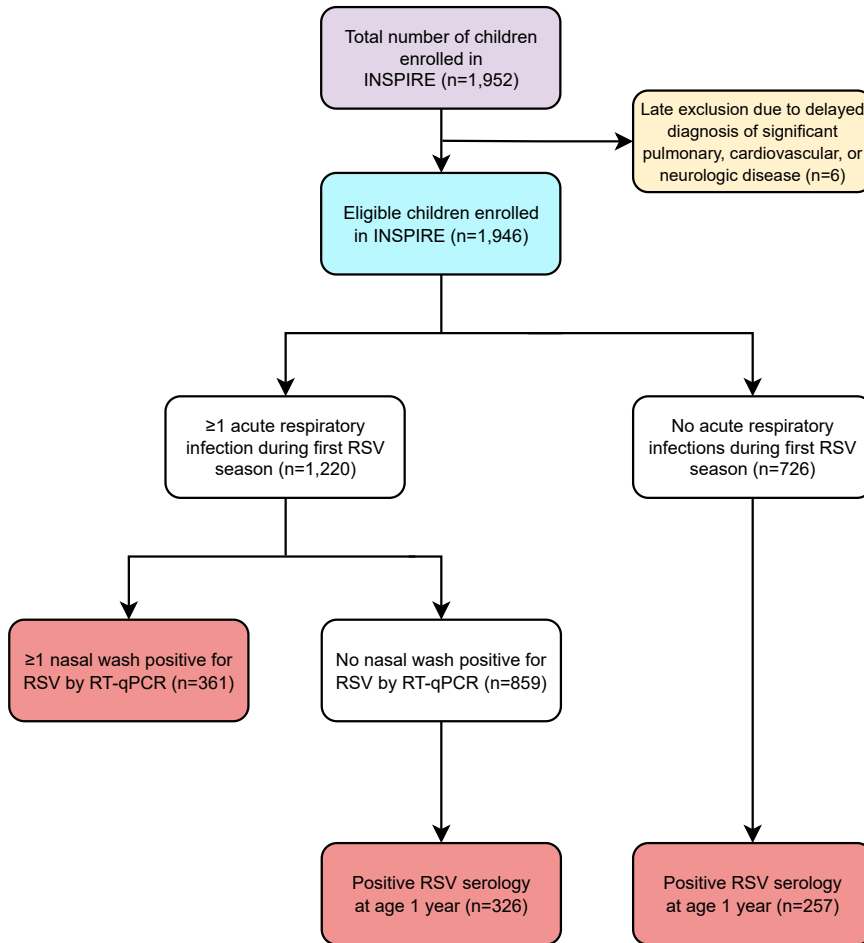 Total number of children
enrolled in
INSPIRE (n=1,952)
Late exclusion due to delayed
diagnosis of significant
pulmonary, cardiovascular, or
neurologic disease (n=6)
Eligible children enrolled
in INSPIRE (n=1,946)
≥1 acute respiratory
infection during first RSV
season (n=1,220)
No acute respiratory
infections during first RSV
season (n=726)
≥1 nasal wash positive for
RSV by RT-qPCR (n=361)
No nasal wash positive for
RSV by RT-qPCR (n=859)
Positive RSV serology
at age 1 year (n=326)
Positive RSV serology
at age 1 year (n=257)